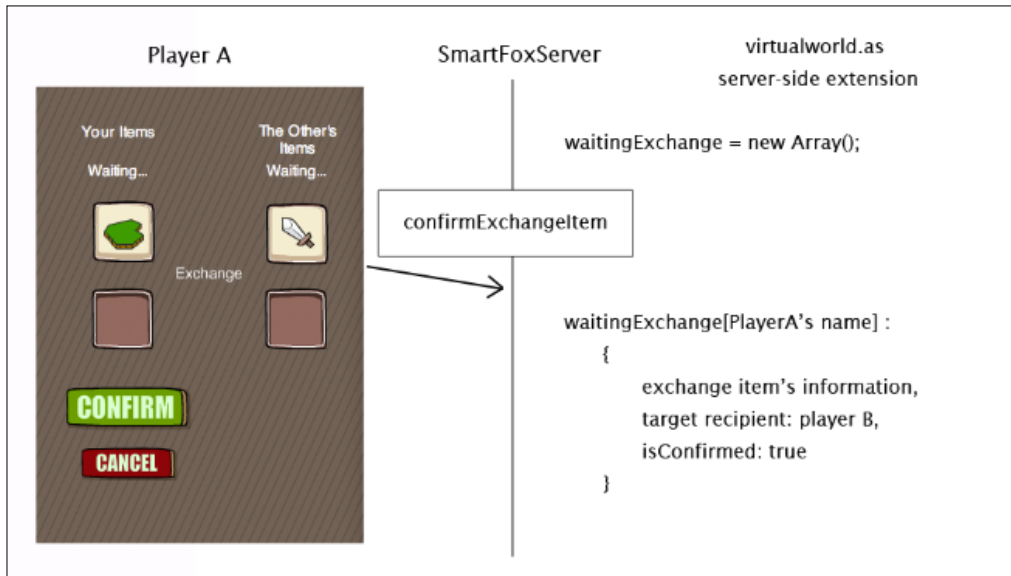 Player A
SmartFoxServer
virtualworld.as
server-side extension
Your Items
The Other's
Items
Waiting...
Waiting...
Exchange
CONFIRM
CANCEL
confirmExchangeItem
waitingExchange = new Array();
waitingExchange[PlayerA's name] :
{
exchange item's information,
target recipient: player B,
isConfirmed: true
}